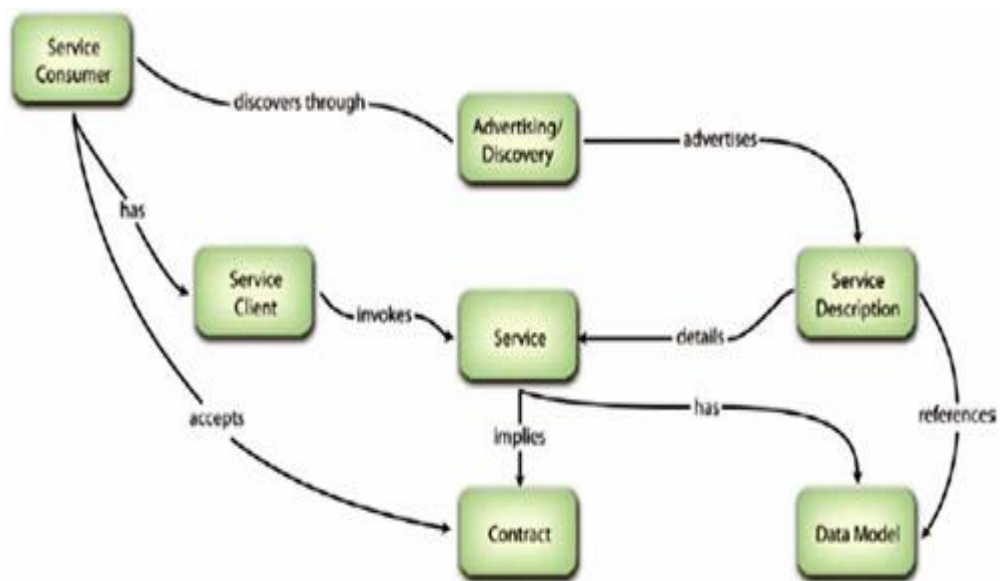 Service
Consumer
discovers through
Advertising/
Discovery
advertises
has
Service
Client
invokes
Service
details
Service
Description
accepts
implies
has
references
Contract
Data Model